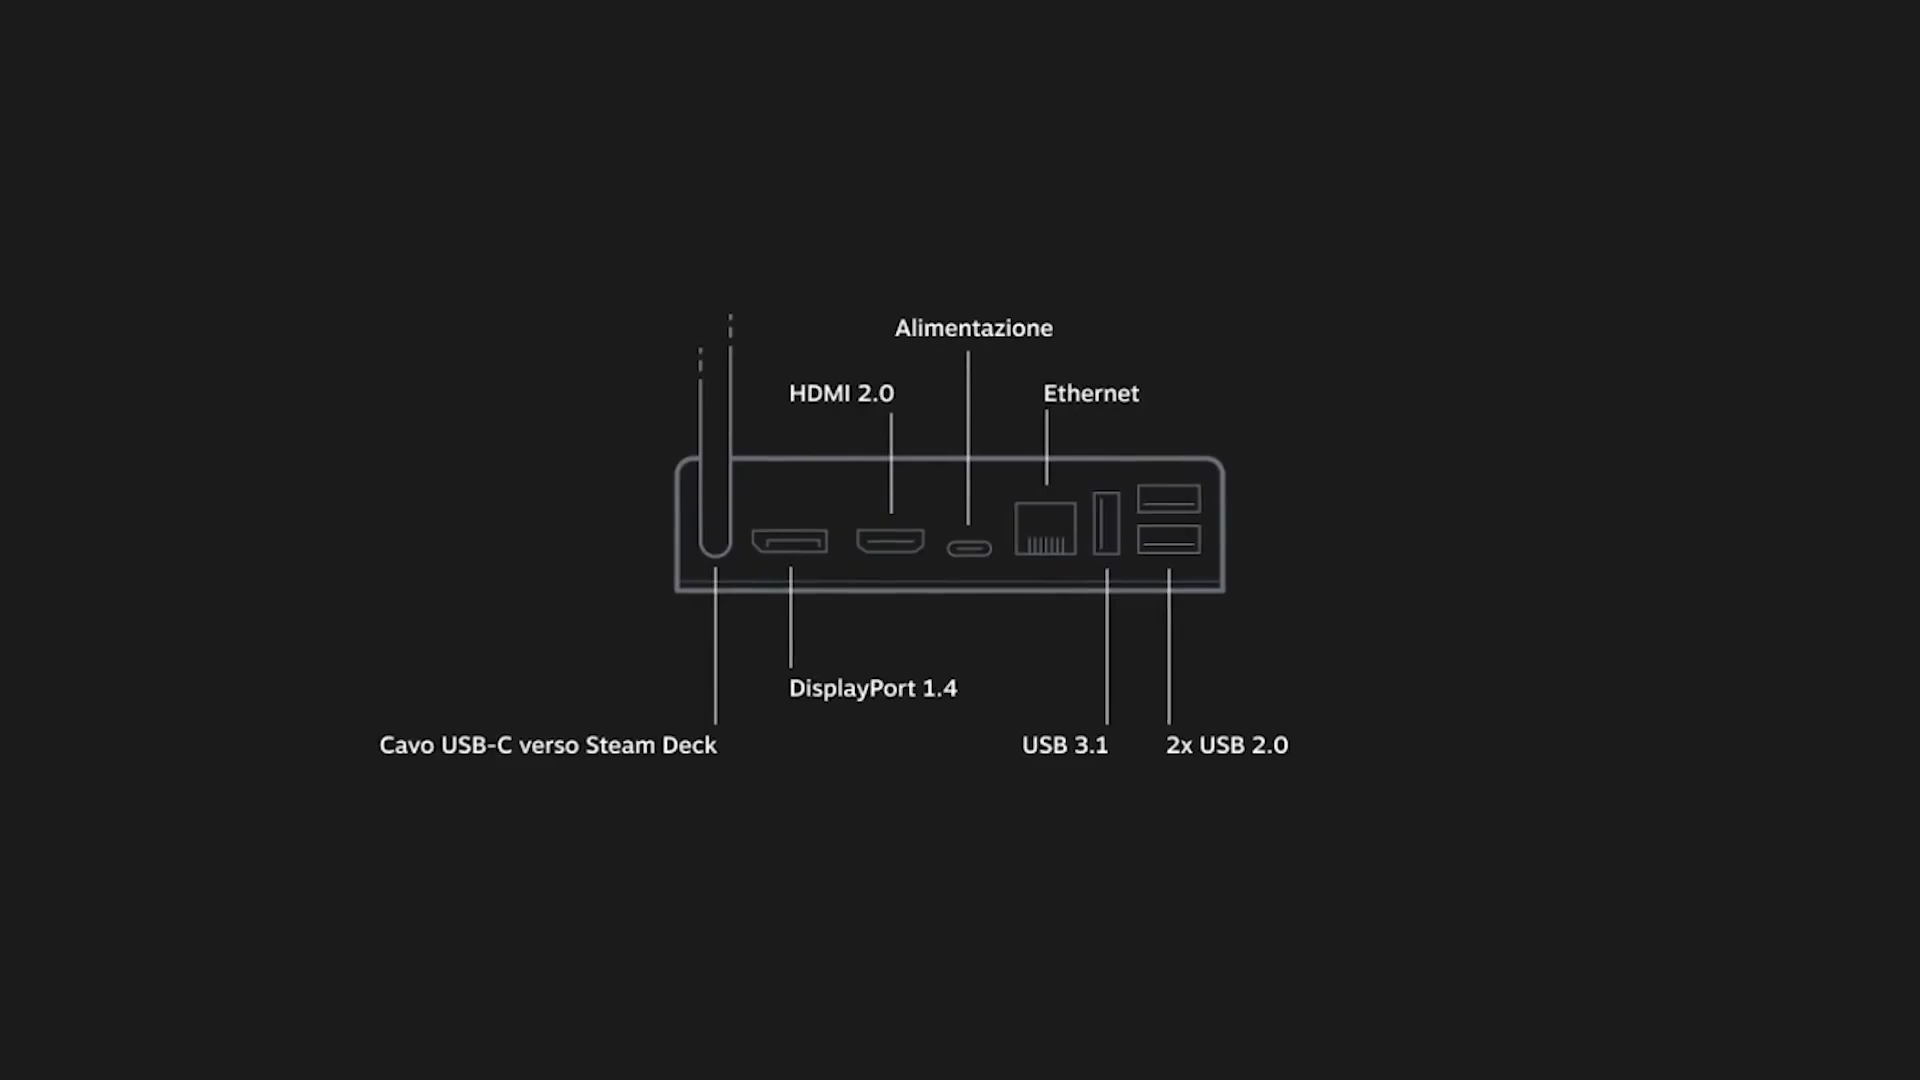 Alimentazione
HDMI 2.0
Ethernet
DisplayPort 1.4
Cavo USB-C verso Steam Deck
USB 3.1
2x USB 2.0